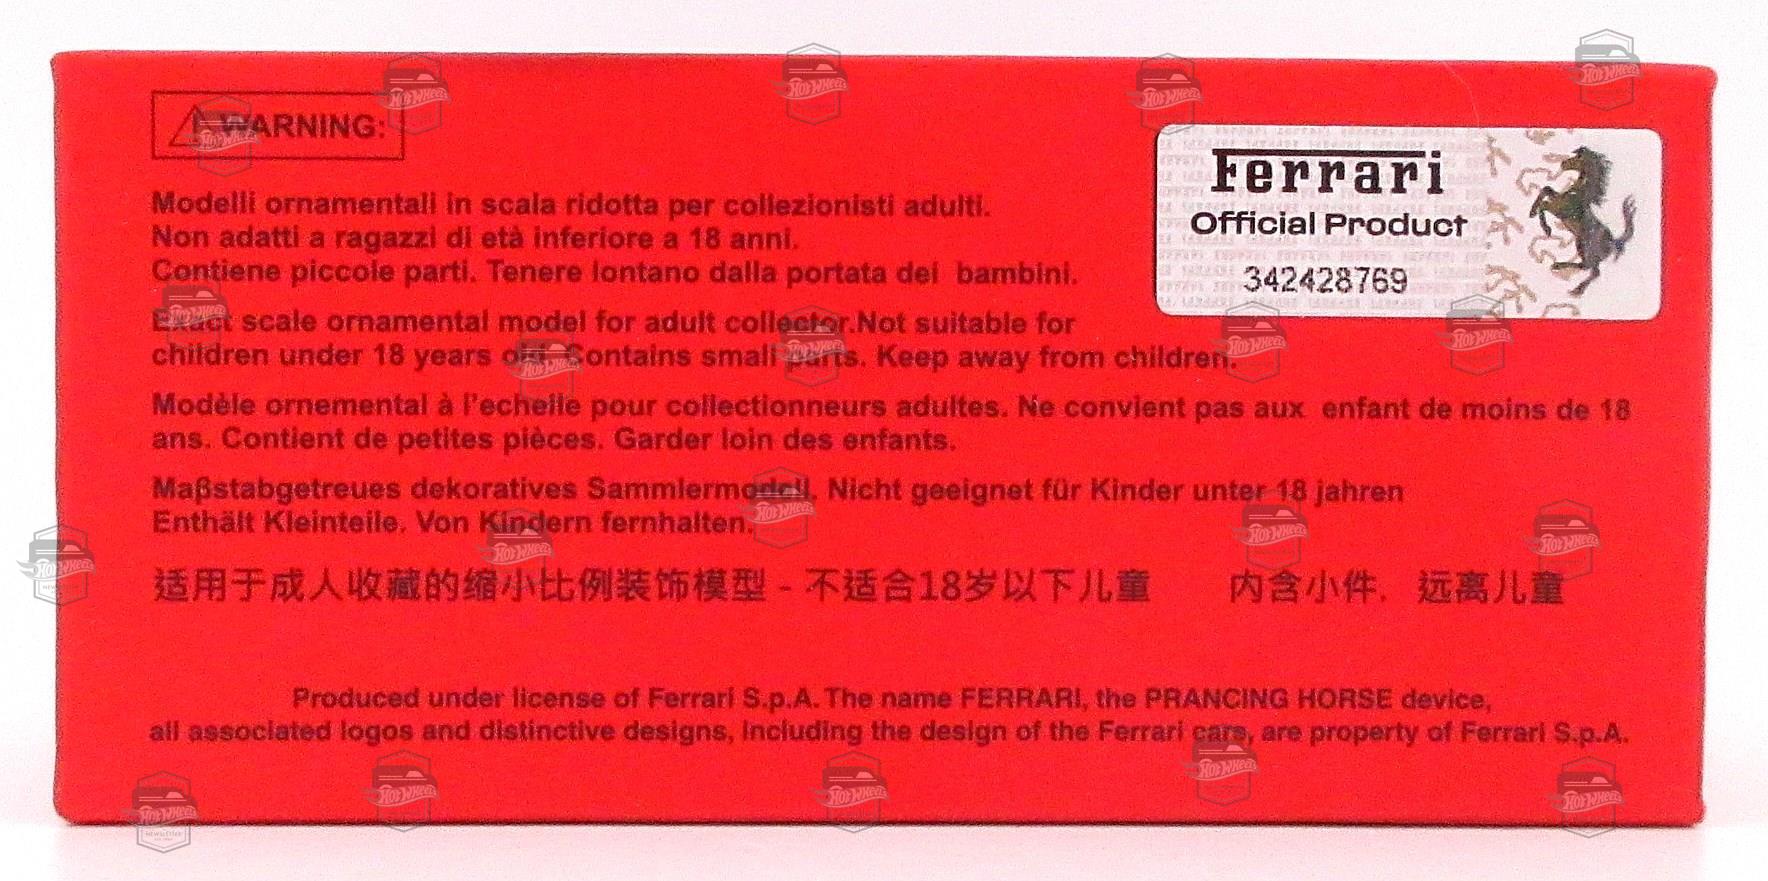 WARNING:
Ferrari
Official Product
342428769
Modelli ornamentali in scala ridotta per collezionisti adulti.
Non adatti a ragazzi di età inferiore a 18 anni.
Contiene piccole parti. Tenere lontano dalla portata dei bambini.
Exact scale ornamental model for adult collector.Not suitable for
children under 18 years old. Contains small parts. Keep away from children.
Modèle ornemental à l'echelle pour collectionneurs adultes. Ne convient pas aux enfant de moins de 18
ans. Contient de petites pièces. Garder loin des enfants.
Maβstabgetreues dekoratives Sammlermodell. Nicht geeignet für Kinder unter 18 jahren
Enthält Kleinteile. Von Kindern fernhalten.
适用于成人收藏的缩小比例装饰模型 - 不适合18岁以下儿童 内含小件. 远离儿童
Produced under license of Ferrari S.p.A. The name FERRARI, the PRANCING HORSE device,
all associated logos and distinctive designs, including the design of the Ferrari cars, are property of Ferrari S.p.A.